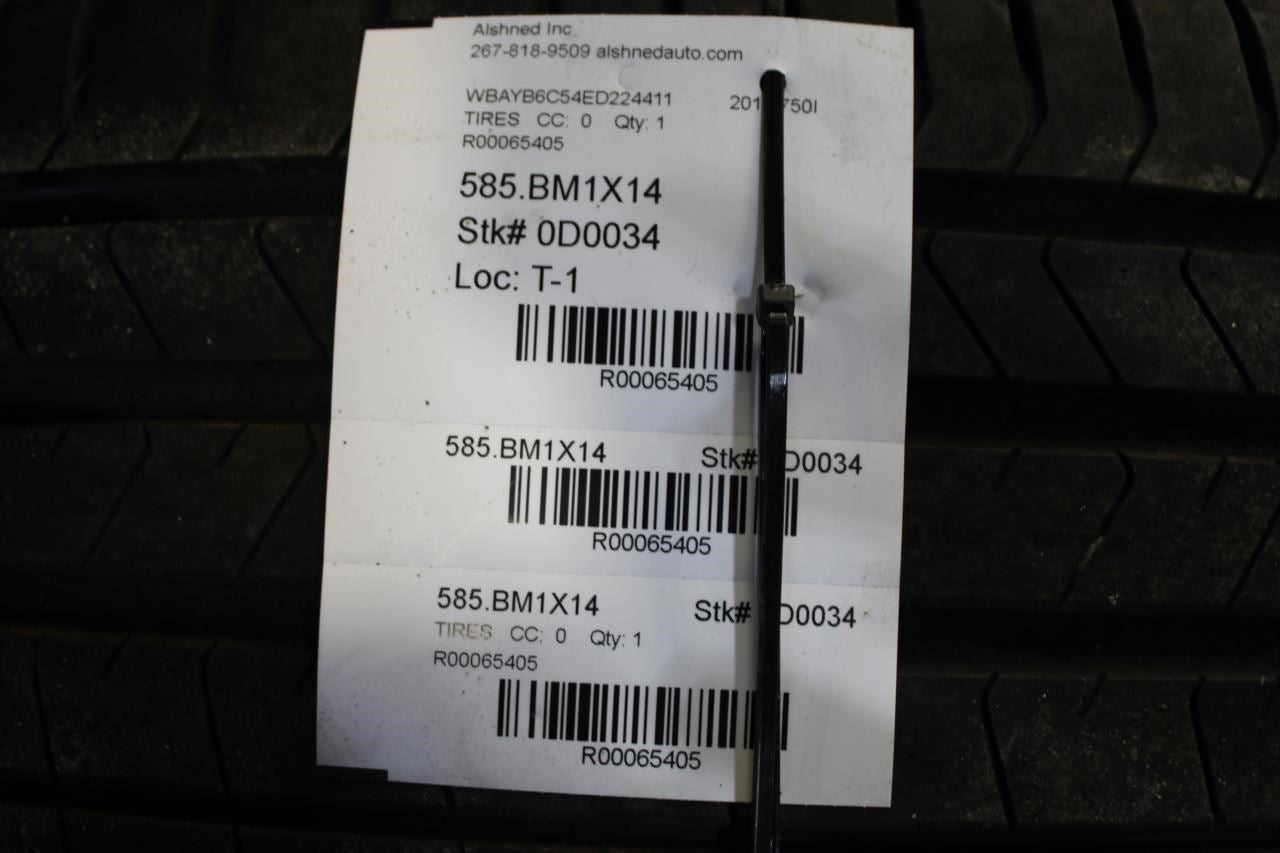 Alshned Inc
267-818-9509 alshnedauto.com
WBAYB6C54ED224411
TIRES CC: 0 Qty: 1
R00065405
585.BM1X14
Stk# 0D0034
Loc: T-1
R00065405
585.BM1X14 Stk#
R00065405
585.BM1X14 Stk#
TIRES CC: 0 Qty: 1
R00065405
R00065405